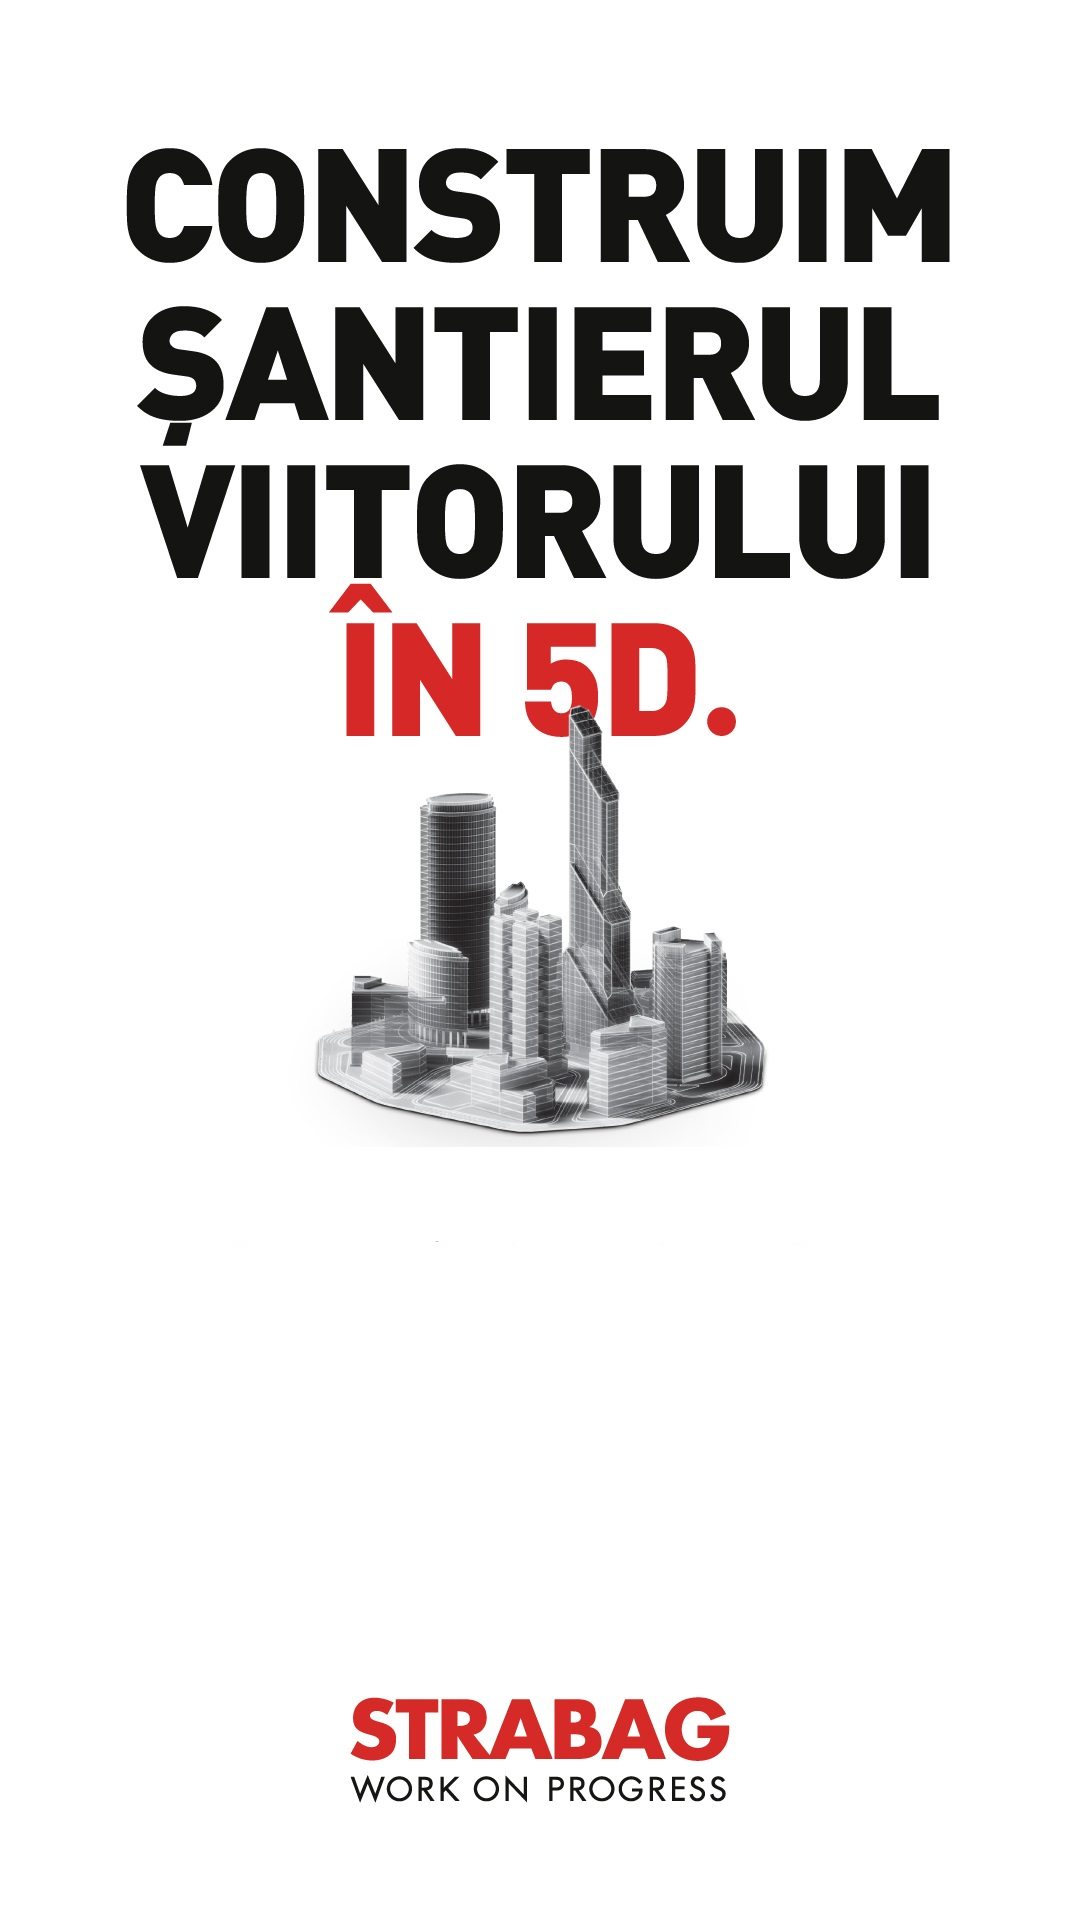 CONSTRUIM
ȘANTIERUL
VIITORULUI
ÎN 5D.
STRABAG
WORK ON PROGRESS